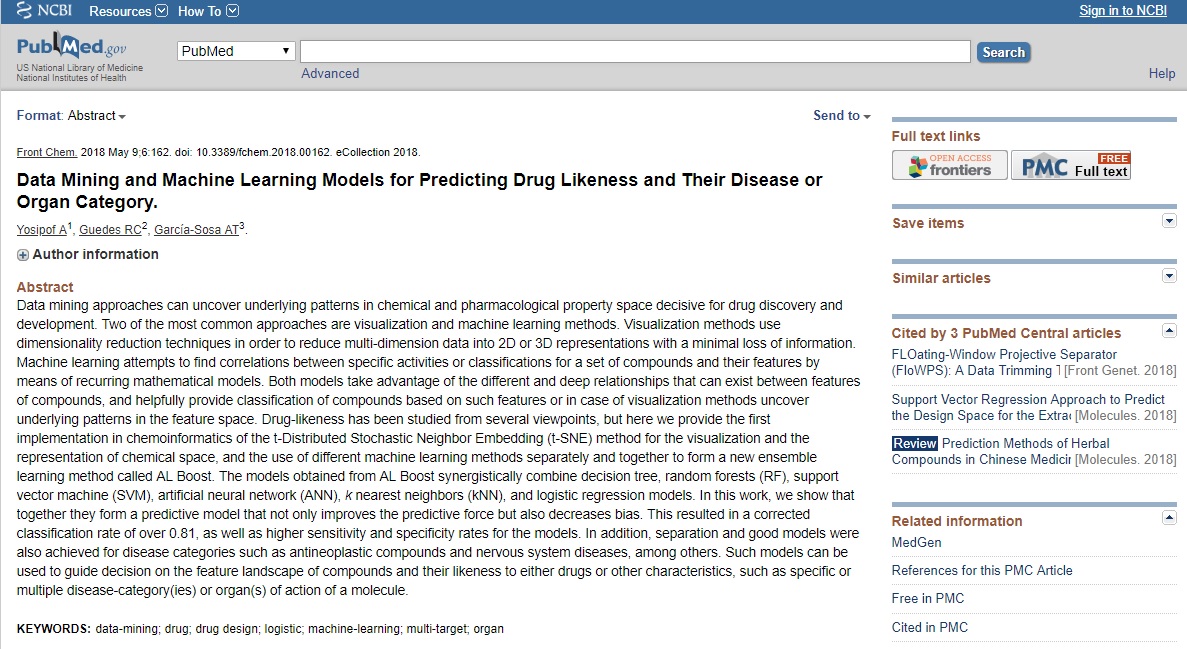 NCBI Resources How To Sign in to NCBI
PubMed.gov
US National Library of Medicine
National Institutes of Health
PubMed
Search
Advanced
Help
Format: Abstract
Send to
Front Chem. 2018 May 9;6:162. doi: 10.3389/fchem.2018.00162. eCollection 2018.
Data Mining and Machine Learning Models for Predicting Drug Likeness and Their Disease or
Organ Category.
Yosipof A1, Guedes RC2, García-Sosa AT3.
Author information
Abstract
Data mining approaches can uncover underlying patterns in chemical and pharmacological property space decisive for drug discovery and
development. Two of the most common approaches are visualization and machine learning methods. Visualization methods use
dimensionality reduction techniques in order to reduce multi-dimension data into 2D or 3D representations with a minimal loss of information.
Machine learning attempts to find correlations between specific activities or classifications for a set of compounds and their features by
means of recurring mathematical models. Both models take advantage of the different and deep relationships that can exist between features
of compounds, and helpfully provide classification of compounds based on such features or in case of visualization methods uncover
underlying patterns in the feature space. Drug-likeness has been studied from several viewpoints, but here we provide the first
implementation in chemoinformatics of the t-Distributed Stochastic Neighbor Embedding (t-SNE) method for the visualization and the
representation of chemical space, and the use of different machine learning methods separately and together to form a new ensemble
learning method called AL Boost. The models obtained from AL Boost synergistically combine decision tree, random forests (RF), support
vector machine (SVM), artificial neural network (ANN), k nearest neighbors (kNN), and logistic regression models. In this work, we show that
together they form a predictive model that not only improves the predictive force but also decreases bias. This resulted in a corrected
classification rate of over 0.81, as well as higher sensitivity and specificity rates for the models. In addition, separation and good models were
also achieved for disease categories such as antineoplastic compounds and nervous system diseases, among others. Such models can be
used to guide decision on the feature landscape of compounds and their likeness to either drugs or other characteristics, such as specific or
multiple disease-category(ies) or organ(s) of action of a molecule.
KEYWORDS: data-mining; drug; drug design; logistic; machine-learning; multi-target; organ
Full text links
OPEN ACCESS
frontiers
PMC FREE
Full text
Save items
Similar articles
Cited by 3 PubMed Central articles
FLOating-Window Projective Separator
(FloWPS): A Data Trimming [Front Genet. 2018]
Support Vector Regression Approach to Predict
the Design Space for the Extrac [Molecules. 2018]
Review Prediction Methods of Herbal
Compounds in Chinese Medicin [Molecules. 2018]
Related information
MedGen
References for this PMC Article
Free in PMC
Cited in PMC